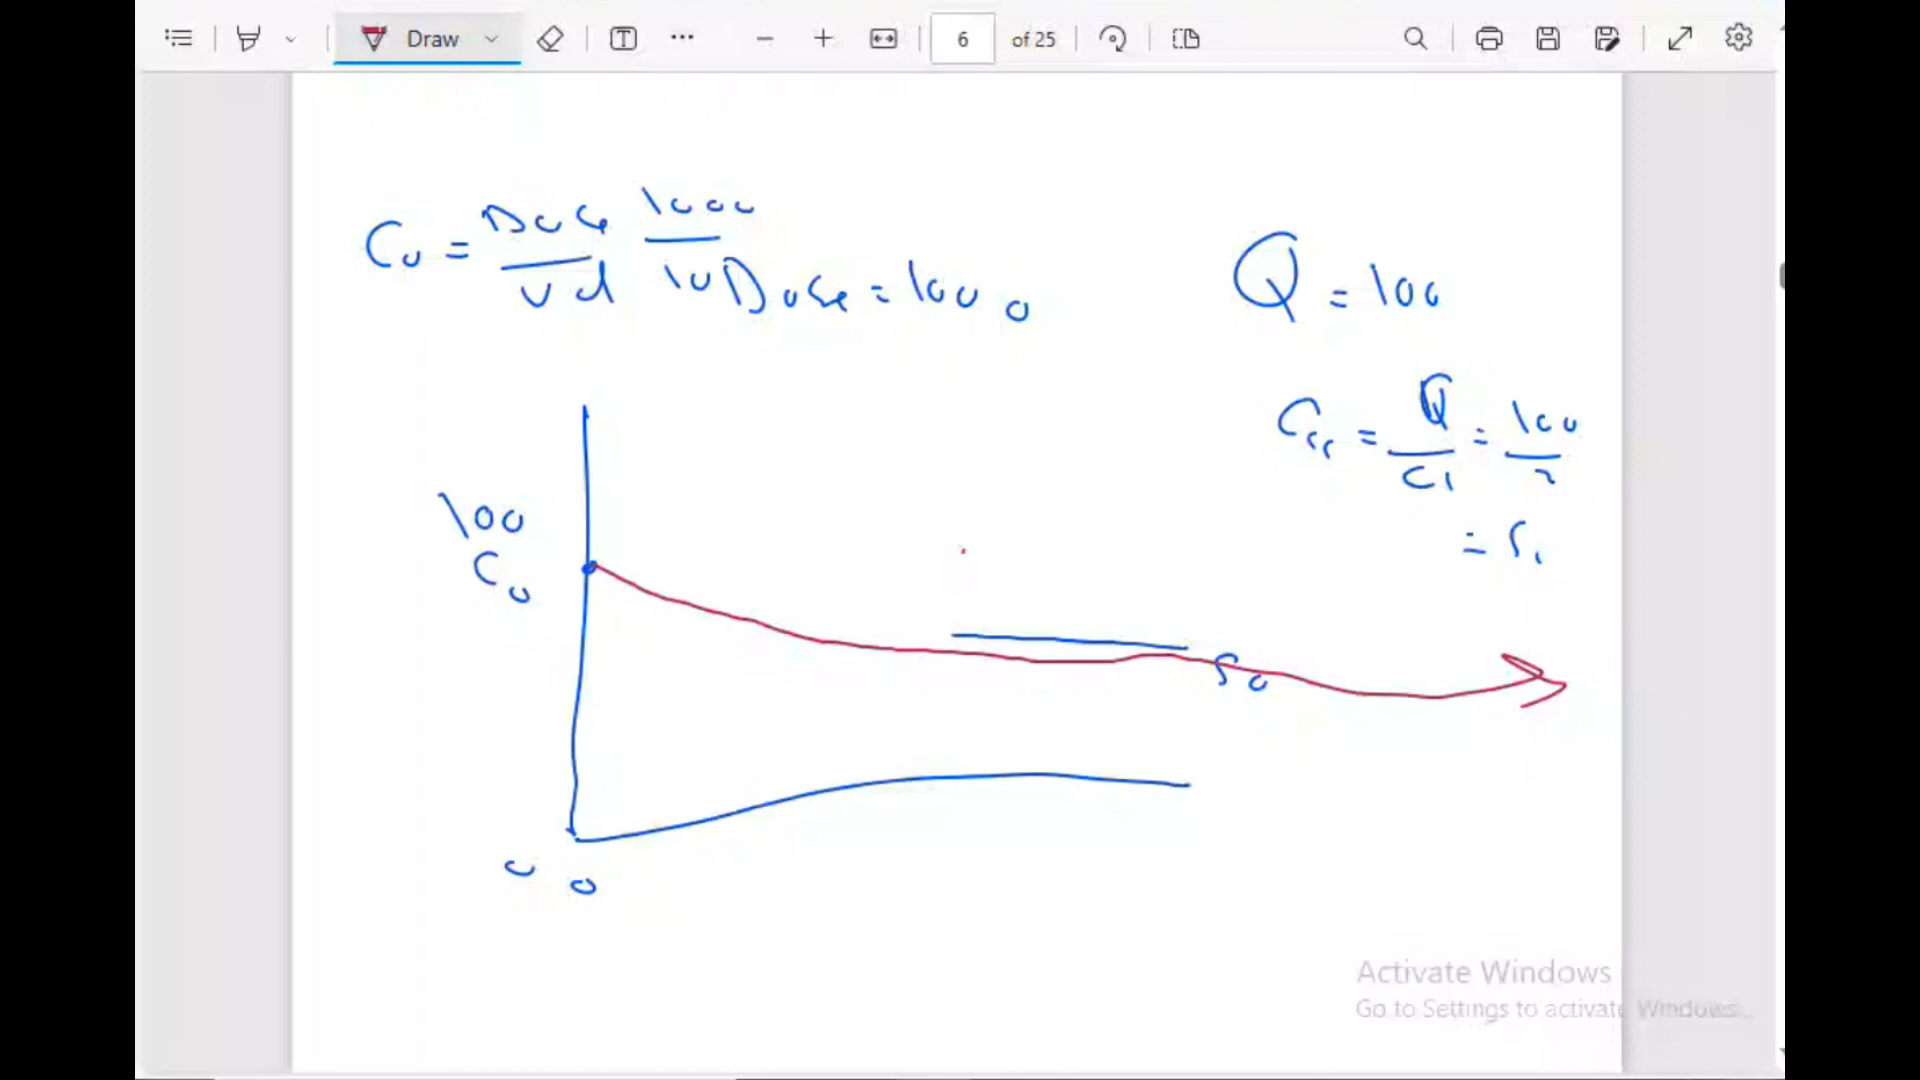 Draw
6 of 25
C₀ = Dose / Vd 1000 / 10
Dose = 1000
Q = 100
Css = Q / Cl = 100 / 2
= 50
100
C₀
50
0 0
Activate Windows
Go to Settings to activate Windows.